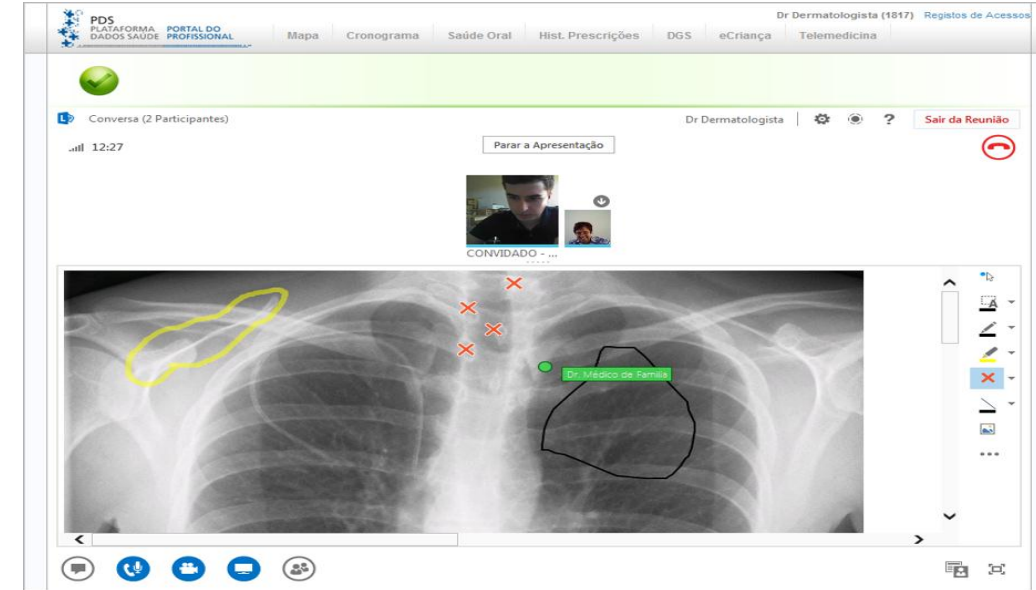 Dr Dermatologista (1817) Registos de Acessos
PDS
PLATAFORMA
DADOS SAÚDE
PORTAL DO
PROFISSIONAL
Mapa Cronograma Saúde Oral Hist. Prescrições DGS eCriança Telemedicina
Conversa (2 Participantes)
Dr Dermatologista ? Sair da Reunião
12:27
Parar a Apresentação
CONVIDADO - ...
Dr. Médico de Familia
A